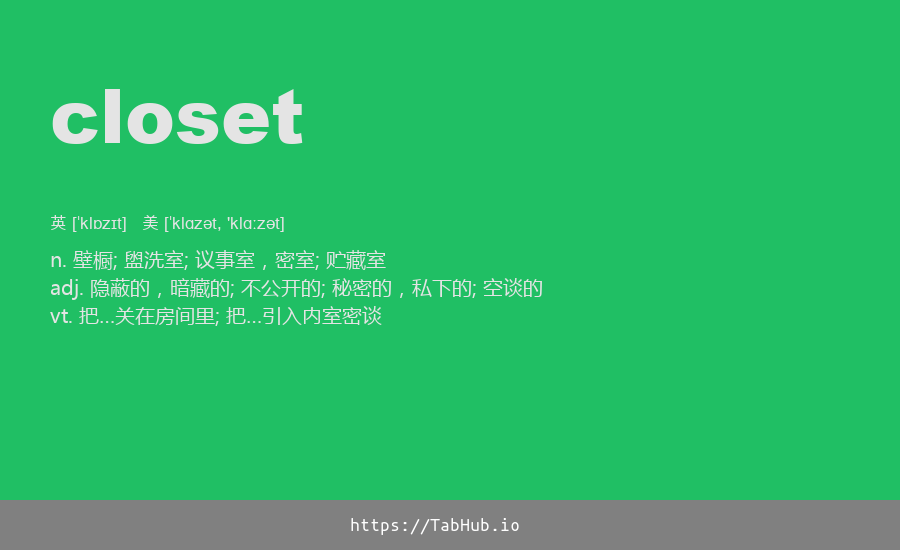 closet
英 [ˈklɒzɪt] 美 [ˈklɑzət, 'klɑːzət]
n. 壁橱; 盥洗室; 议事室，密室; 贮藏室
adj. 隐蔽的，暗藏的; 不公开的; 秘密的，私下的; 空谈的
vt. 把…关在房间里; 把…引入内室密谈
https://TabHub.io